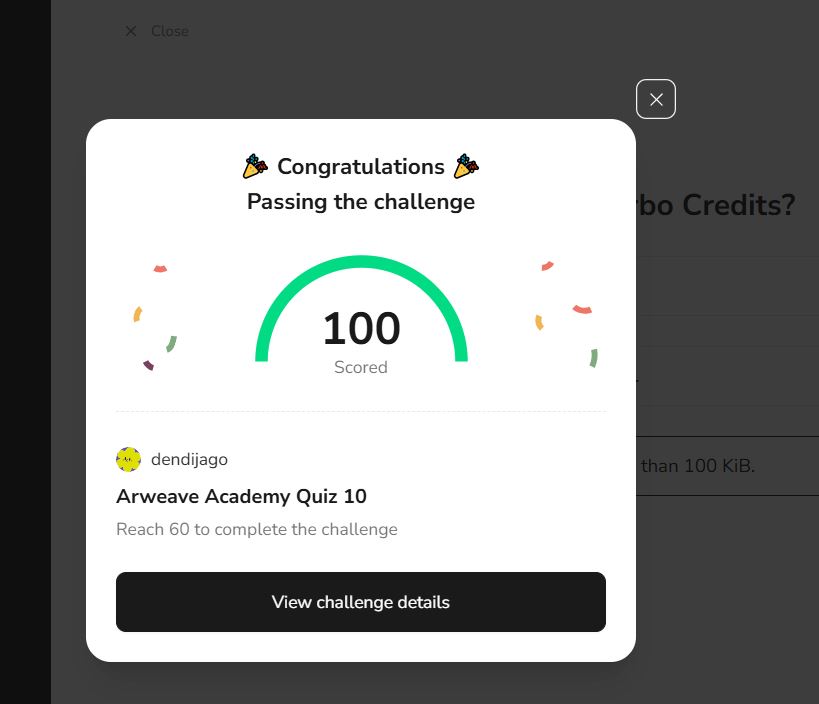 Close
Congratulations
Passing the challenge
rbo Credits?
100
Scored
than 100 KiB.
dendijago
Arweave Academy Quiz 10
Reach 60 to complete the challenge
View challenge details